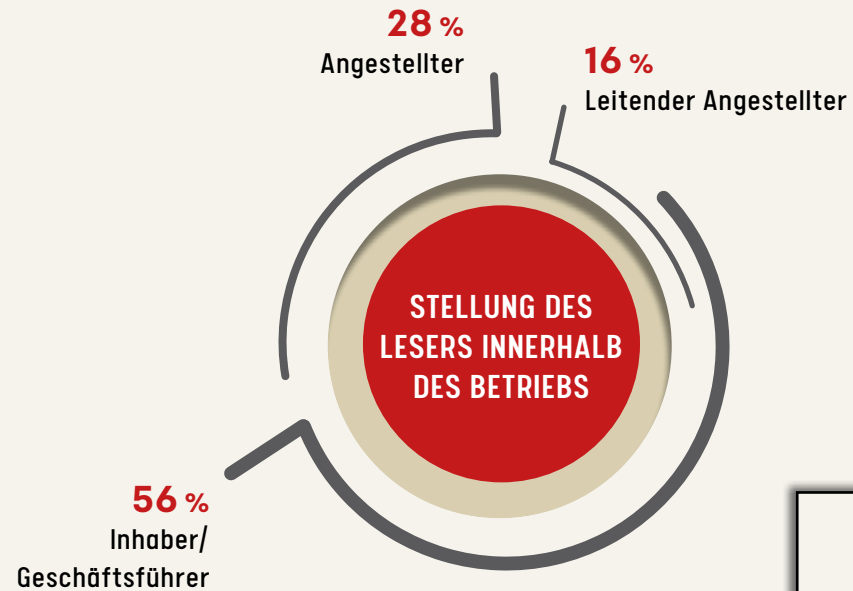 28 %
Angestellter
16 %
Leitender Angestellter
STELLUNG DES
LESERS INNERHALB
DES BETRIEBS
56 %
Inhaber/
Geschäftsführer